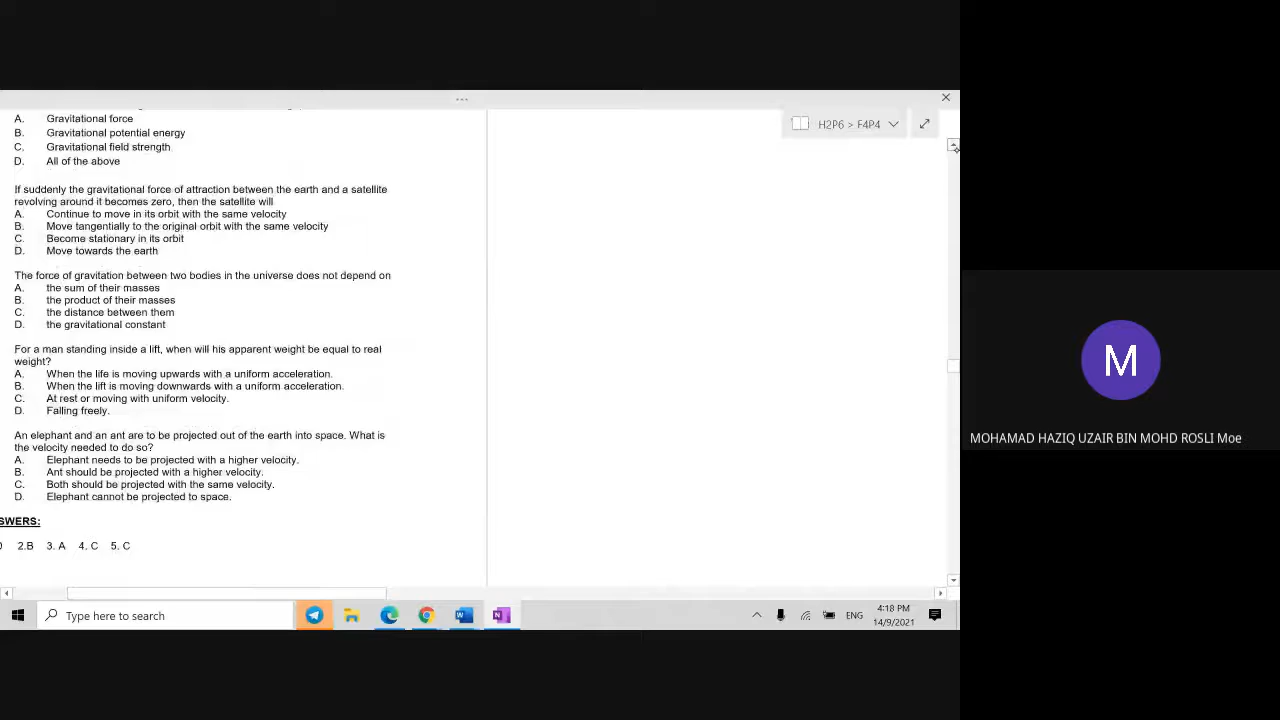 H2P6 > F4P4
A. Gravitational force
B. Gravitational potential energy
C. Gravitational field strength
D. All of the above
If suddenly the gravitational force of attraction between the earth and a satellite
revolving around it becomes zero, then the satellite will
A. Continue to move in its orbit with the same velocity
B. Move tangentially to the original orbit with the same velocity
C. Become stationary in its orbit
D. Move towards the earth
The force of gravitation between two bodies in the universe does not depend on
A. the sum of their masses
B. the product of their masses
C. the distance between them
D. the gravitational constant
For a man standing inside a lift, when will his apparent weight be equal to real
weight?
A. When the life is moving upwards with a uniform acceleration.
B. When the lift is moving downwards with a uniform acceleration.
C. At rest or moving with uniform velocity.
D. Falling freely.
An elephant and an ant are to be projected out of the earth into space. What is
the velocity needed to do so?
A. Elephant needs to be projected with a higher velocity.
B. Ant should be projected with a higher velocity.
C. Both should be projected with the same velocity.
D. Elephant cannot be projected to space.
SWERS:
2.B 3. A 4. C 5. C
M
MOHAMAD HAZIQ UZAIR BIN MOHD ROSLI Moe
Type here to search
ENG
4:18 PM
14/9/2021